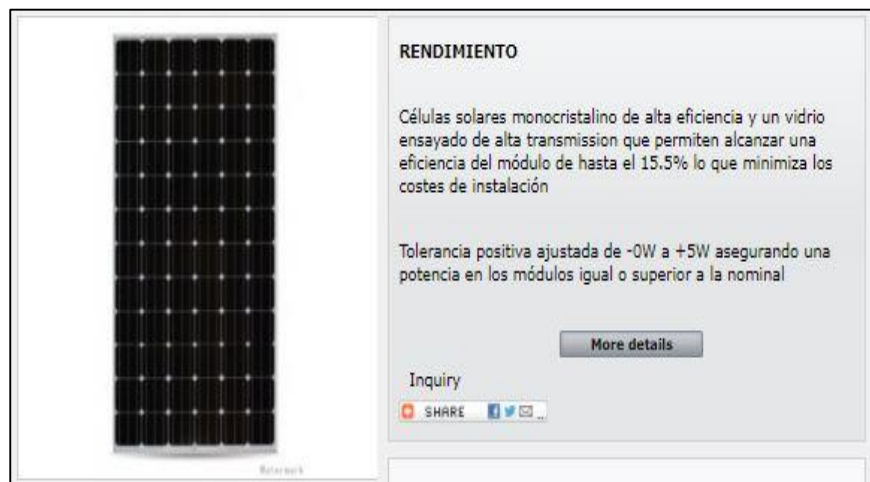 RENDIMIENTO
Células solares monocristalino de alta eficiencia y un vidrio
ensayado de alta transmission que permiten alcanzar una
eficiencia del módulo de hasta el 15.5% lo que minimiza los
costes de instalación
Tolerancia positiva ajustada de -0W a +5W asegurando una
potencia en los módulos igual o superior a la nominal
More details
Inquiry
SHARE
Watermark